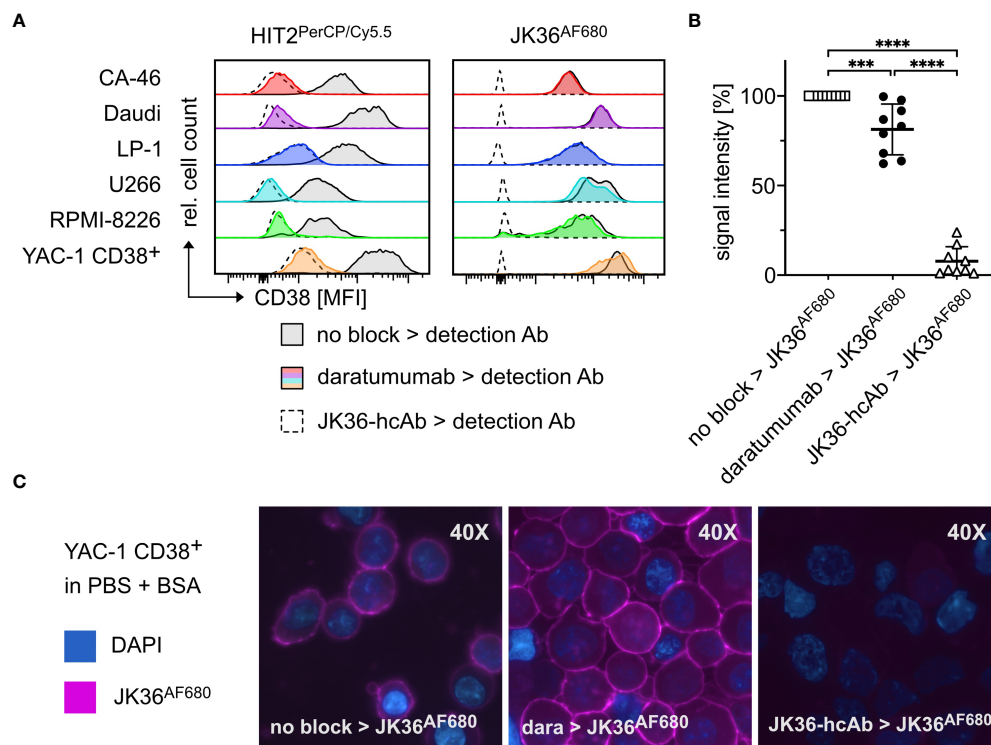 A
HIT2PerCP/Cy5.5
JK36AF680
CA-46
Daudi
LP-1
U266
RPMI-8226
YAC-1 CD38+
rel. cell count
CD38 [MFI]
no block > detection Ab
daratumumab > detection Ab
JK36-hcAb > detection Ab
B
****
*** ****
signal intensity [%]
100
50
0
no block > JK36AF680
daratumumab > JK36AF680
JK36-hcAb > JK36AF680
C
YAC-1 CD38+
in PBS + BSA
DAPI
JK36AF680
40X
no block > JK36AF680
40X
dara > JK36AF680
40X
JK36-hcAb > JK36AF680